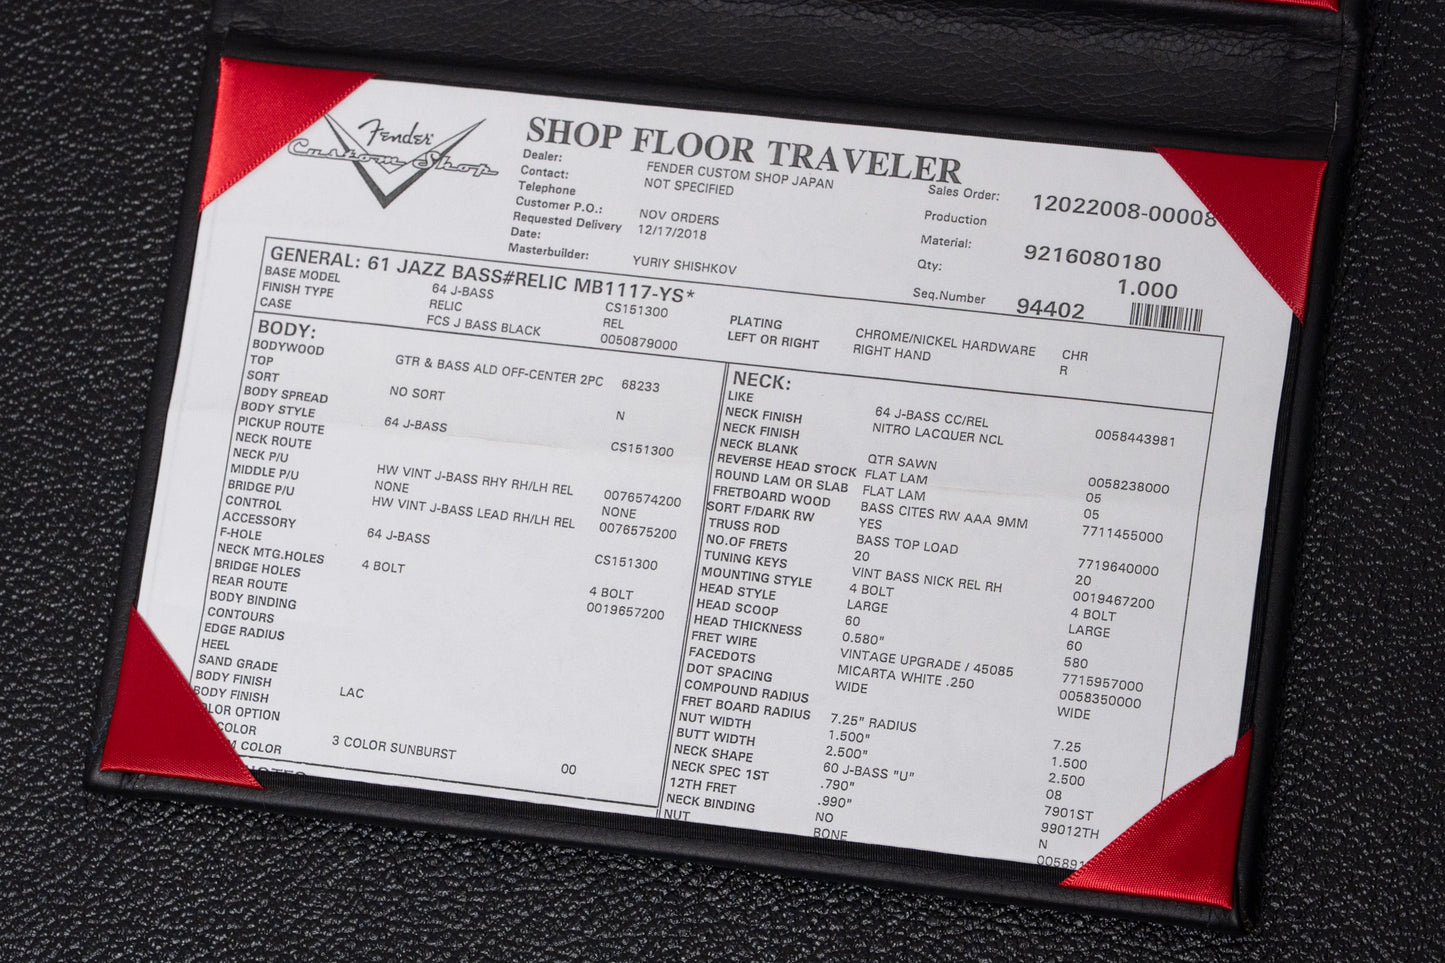 Fender
Custom Shop
SHOP FLOOR TRAVELER
Dealer: FENDER CUSTOM SHOP JAPAN
Contact: NOT SPECIFIED
Telephone
Customer P.O.: NOV ORDERS
Requested Delivery 12/17/2018
Date:
Masterbuilder: YURIY SHISHKOV
Sales Order: 12022008-00008
Production
Material: 9216080180
Qty: 1.000
Seq.Number 94402
GENERAL: 61 JAZZ BASS#RELIC MB1117-YS*
BASE MODEL 64 J-BASS CS151300
FINISH TYPE RELIC REL
CASE FCS J BASS BLACK 0050879000
PLATING CHROME/NICKEL HARDWARE CHR
LEFT OR RIGHT RIGHT HAND R
BODY:
BODYWOOD GTR & BASS ALD OFF-CENTER 2PC 68233
TOP
SORT NO SORT N
BODY SPREAD
BODY STYLE 64 J-BASS CS151300
PICKUP ROUTE
NECK ROUTE
NECK P/U HW VINT J-BASS RHY RH/LH REL 0076574200
MIDDLE P/U NONE NONE
BRIDGE P/U HW VINT J-BASS LEAD RH/LH REL 0076575200
CONTROL
ACCESSORY 64 J-BASS CS151300
F-HOLE
NECK MTG.HOLES 4 BOLT 4 BOLT
BRIDGE HOLES 0019657200
REAR ROUTE
BODY BINDING
CONTOURS
EDGE RADIUS
HEEL
SAND GRADE
BODY FINISH LAC
BODY FINISH
LOR OPTION
COLOR 3 COLOR SUNBURST 00
M COLOR
NOTES
NECK:
LIKE 64 J-BASS CC/REL
NECK FINISH NITRO LACQUER NCL 0058443981
NECK FINISH
NECK BLANK QTR SAWN 0058238000
REVERSE HEAD STOCK FLAT LAM 05
ROUND LAM OR SLAB FLAT LAM 05
FRETBOARD WOOD BASS CITES RW AAA 9MM 7711455000
SORT F/DARK RW YES
TRUSS ROD BASS TOP LOAD 7719640000
NO.OF FRETS 20 20
TUNING KEYS VINT BASS NICK REL RH 0019467200
MOUNTING STYLE 4 BOLT 4 BOLT
HEAD STYLE LARGE LARGE
HEAD SCOOP 60 60
HEAD THICKNESS 0.580" 580
FRET WIRE VINTAGE UPGRADE / 45085 7715957000
FACEDOTS MICARTA WHITE .250 0058350000
DOT SPACING WIDE WIDE
COMPOUND RADIUS
FRET BOARD RADIUS 7.25" RADIUS 7.25
NUT WIDTH 1.500" 1.500
BUTT WIDTH 2.500" 2.500
NECK SHAPE 60 J-BASS "U" 08
NECK SPEC 1ST .790" 7901ST
12TH FRET .990" 99012TH
NECK BINDING NO N
NUT BONE 005891